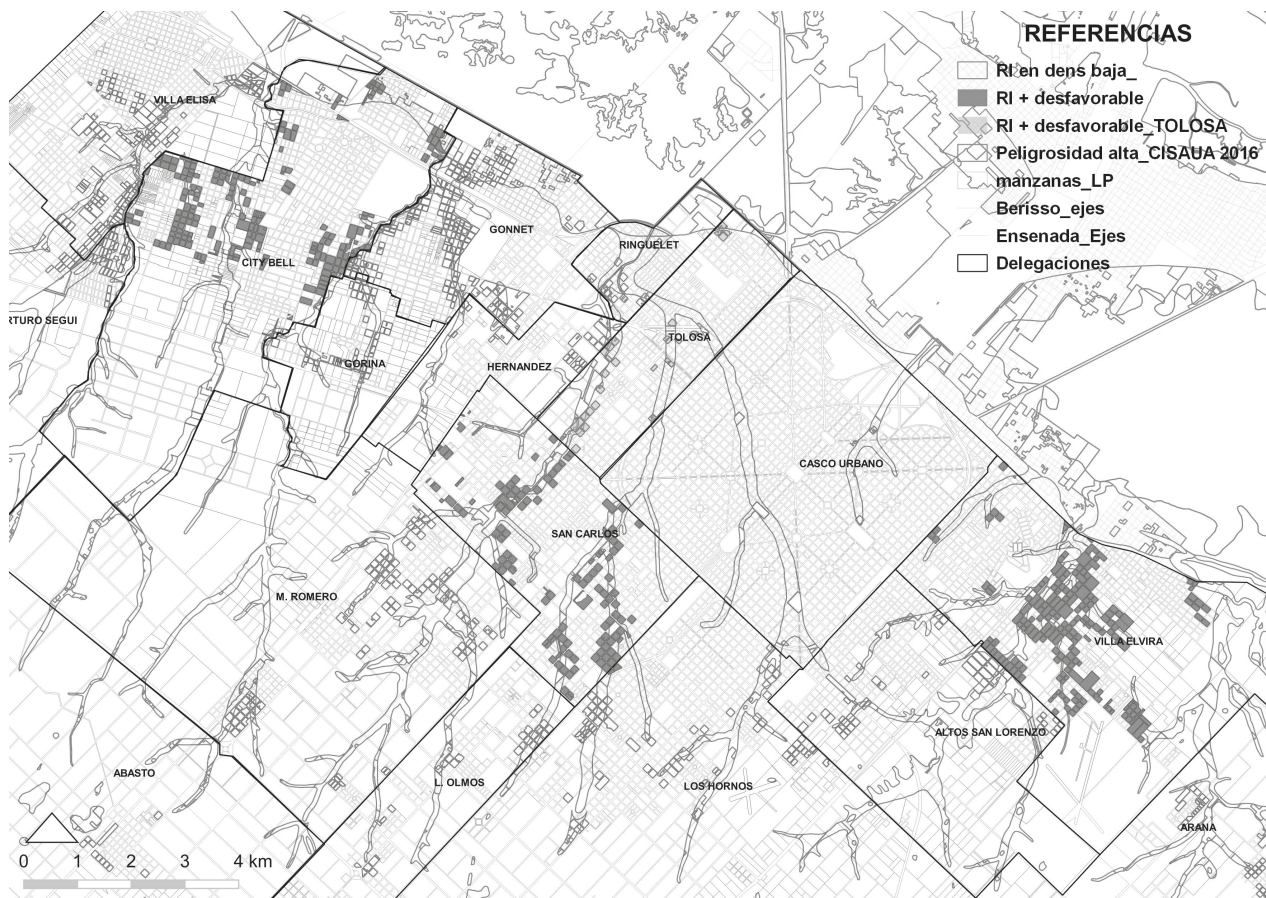 REFERENCIAS
RI en dens baja_
RI + desfavorable
RI + desfavorable_TOLOSA
Peligrosidad alta_CISAUA 2016
manzanas_LP
Berisso_ejes
Ensenada_Ejes
Delegaciones
VILLA ELISA
GONNET
RINGUELET
CITY BELL
RTURO SEGUI
TOLOSA
GORINA
HERNANDEZ
CASCO URBANO
SAN CARLOS
M. ROMERO
VILLA ELVIRA
ALTOS SAN LORENZO
ABASTO
L. OLMOS
LOS HORNOS
ARANA
0 1 2 3 4 km